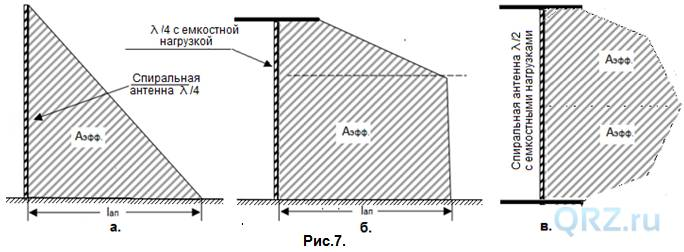 λ/4 с емкостной
нагрузкой
Спиральная
антенна λ/4
Аэфф.
lап
а.
Аэфф.
lап
б.
Спиральная антенна λ/2
с емкостными нагрузками
Аэфф.
Аэфф.
в.
QRZ.ru
Рис.7.